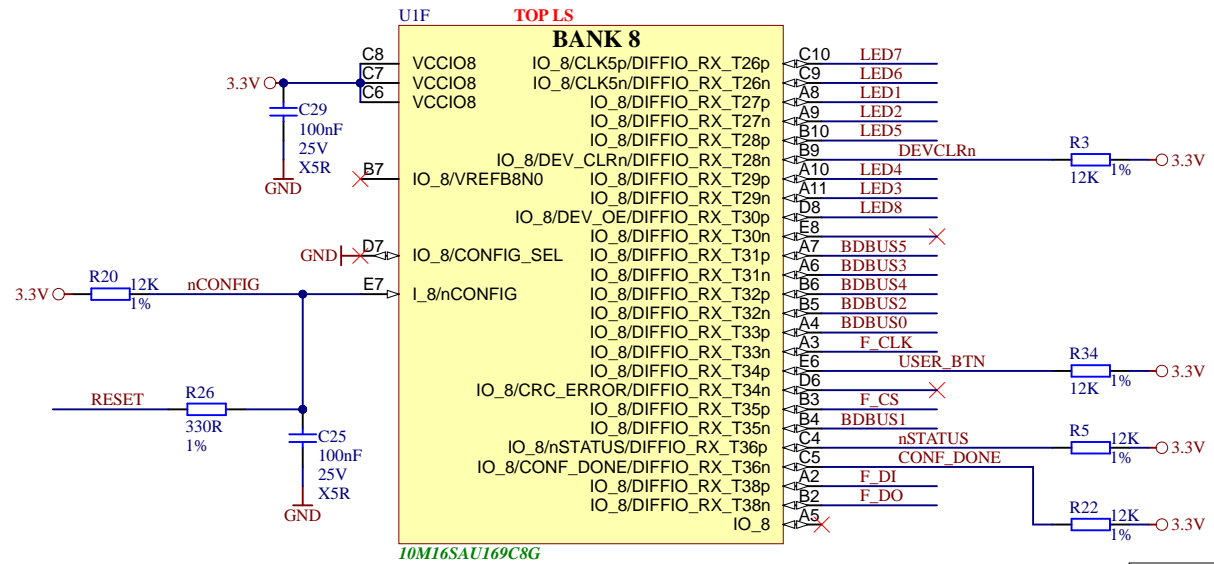 U1F
TOP LS
BANK 8
C8 VCCIO8
C7 VCCIO8
C6 VCCIO8
3.3V
C29
100nF
25V
X5R
GND
B7 IO_8/VREFB8N0
GND D7 IO_8/CONFIG_SEL
3.3V R20 12K 1% nCONFIG E7 I_8/nCONFIG
RESET R26 330R 1%
C25
100nF
25V
X5R
GND
IO_8/CLK5p/DIFFIO_RX_T26p C10 LED7
IO_8/CLK5n/DIFFIO_RX_T26n C9 LED6
IO_8/DIFFIO_RX_T27p A8 LED1
IO_8/DIFFIO_RX_T27n A9 LED2
IO_8/DIFFIO_RX_T28p B10 LED5
IO_8/DEV_CLRn/DIFFIO_RX_T28n B9 DEVCLRn R3 12K 1% 3.3V
IO_8/DIFFIO_RX_T29p A10 LED4
IO_8/DIFFIO_RX_T29n A11 LED3
IO_8/DEV_OE/DIFFIO_RX_T30p D8 LED8
IO_8/DIFFIO_RX_T30n E8
IO_8/DIFFIO_RX_T31p A7 BDBUS5
IO_8/DIFFIO_RX_T31n A6 BDBUS3
IO_8/DIFFIO_RX_T32p B6 BDBUS4
IO_8/DIFFIO_RX_T32n B5 BDBUS2
IO_8/DIFFIO_RX_T33p A4 BDBUS0
IO_8/DIFFIO_RX_T33n A3 F_CLK
IO_8/DIFFIO_RX_T34p E6 USER_BTN R34 12K 1% 3.3V
IO_8/CRC_ERROR/DIFFIO_RX_T34n D6
IO_8/DIFFIO_RX_T35p B3 F_CS
IO_8/DIFFIO_RX_T35n B4 BDBUS1
IO_8/nSTATUS/DIFFIO_RX_T36p C4 nSTATUS R5 12K 1% 3.3V
IO_8/CONF_DONE/DIFFIO_RX_T36n C5 CONF_DONE R22 12K 1% 3.3V
IO_8/DIFFIO_RX_T38p A2 F_DI
IO_8/DIFFIO_RX_T38n B2 F_DO
IO_8 A5
10M16SAU169C8G